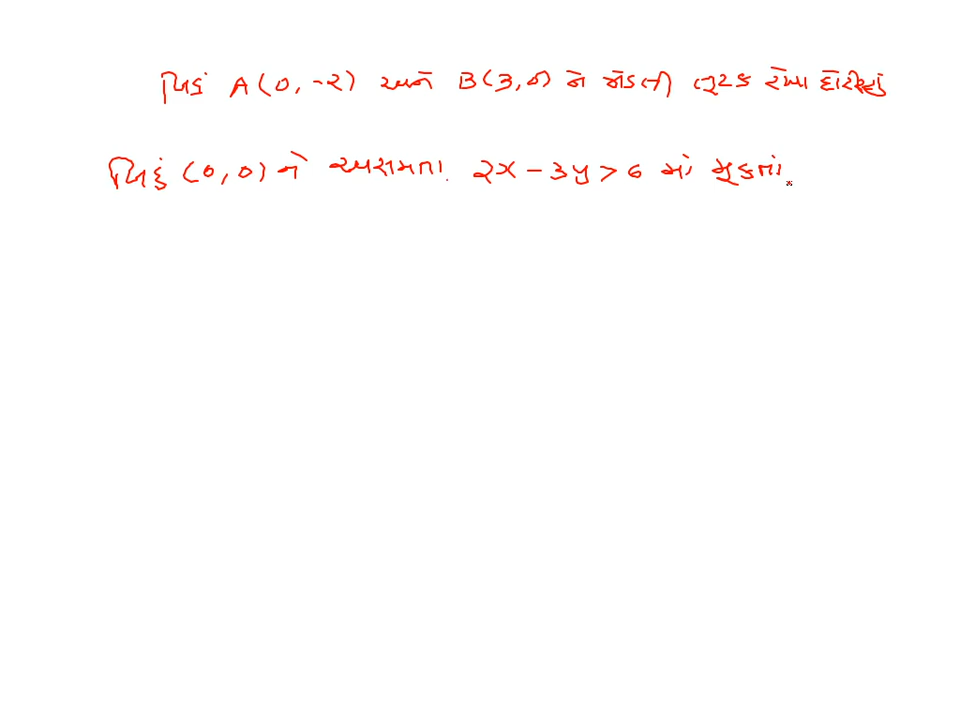 બિંદુ A(0, -2) અને B(3, 0) ને જોડતી તૂટક રેખા દોરીશું
બિંદુ (0, 0) ને અસમતા 2x - 3y > 6 માં મૂકતાં